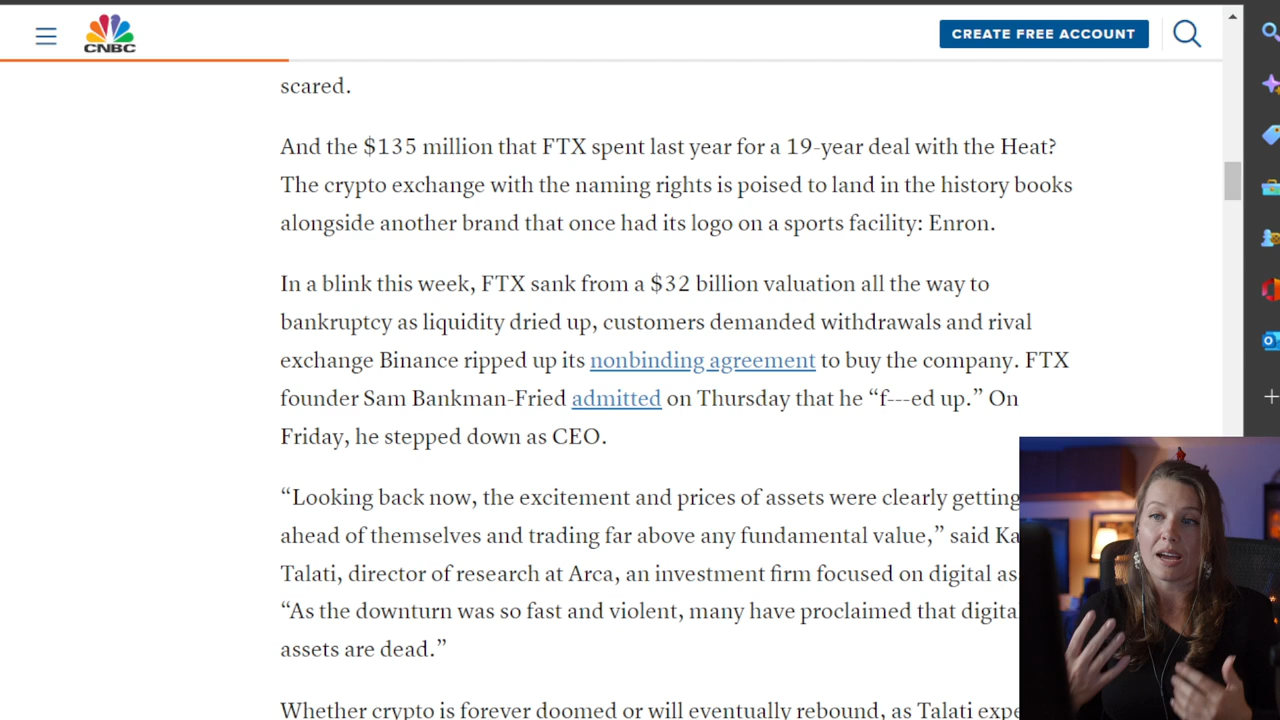 CNBC
CREATE FREE ACCOUNT
scared.
And the $135 million that FTX spent last year for a 19-year deal with the Heat?
The crypto exchange with the naming rights is poised to land in the history books
alongside another brand that once had its logo on a sports facility: Enron.
In a blink this week, FTX sank from a $32 billion valuation all the way to
bankruptcy as liquidity dried up, customers demanded withdrawals and rival
exchange Binance ripped up its nonbinding agreement to buy the company. FTX
founder Sam Bankman-Fried admitted on Thursday that he “f---ed up.” On
Friday, he stepped down as CEO.
“Looking back now, the excitement and prices of assets were clearly getting
ahead of themselves and trading far above any fundamental value,” said Ka
Talati, director of research at Arca, an investment firm focused on digital as
“As the downturn was so fast and violent, many have proclaimed that digita
assets are dead.”
Whether crypto is forever doomed or will eventually rebound, as Talati expe